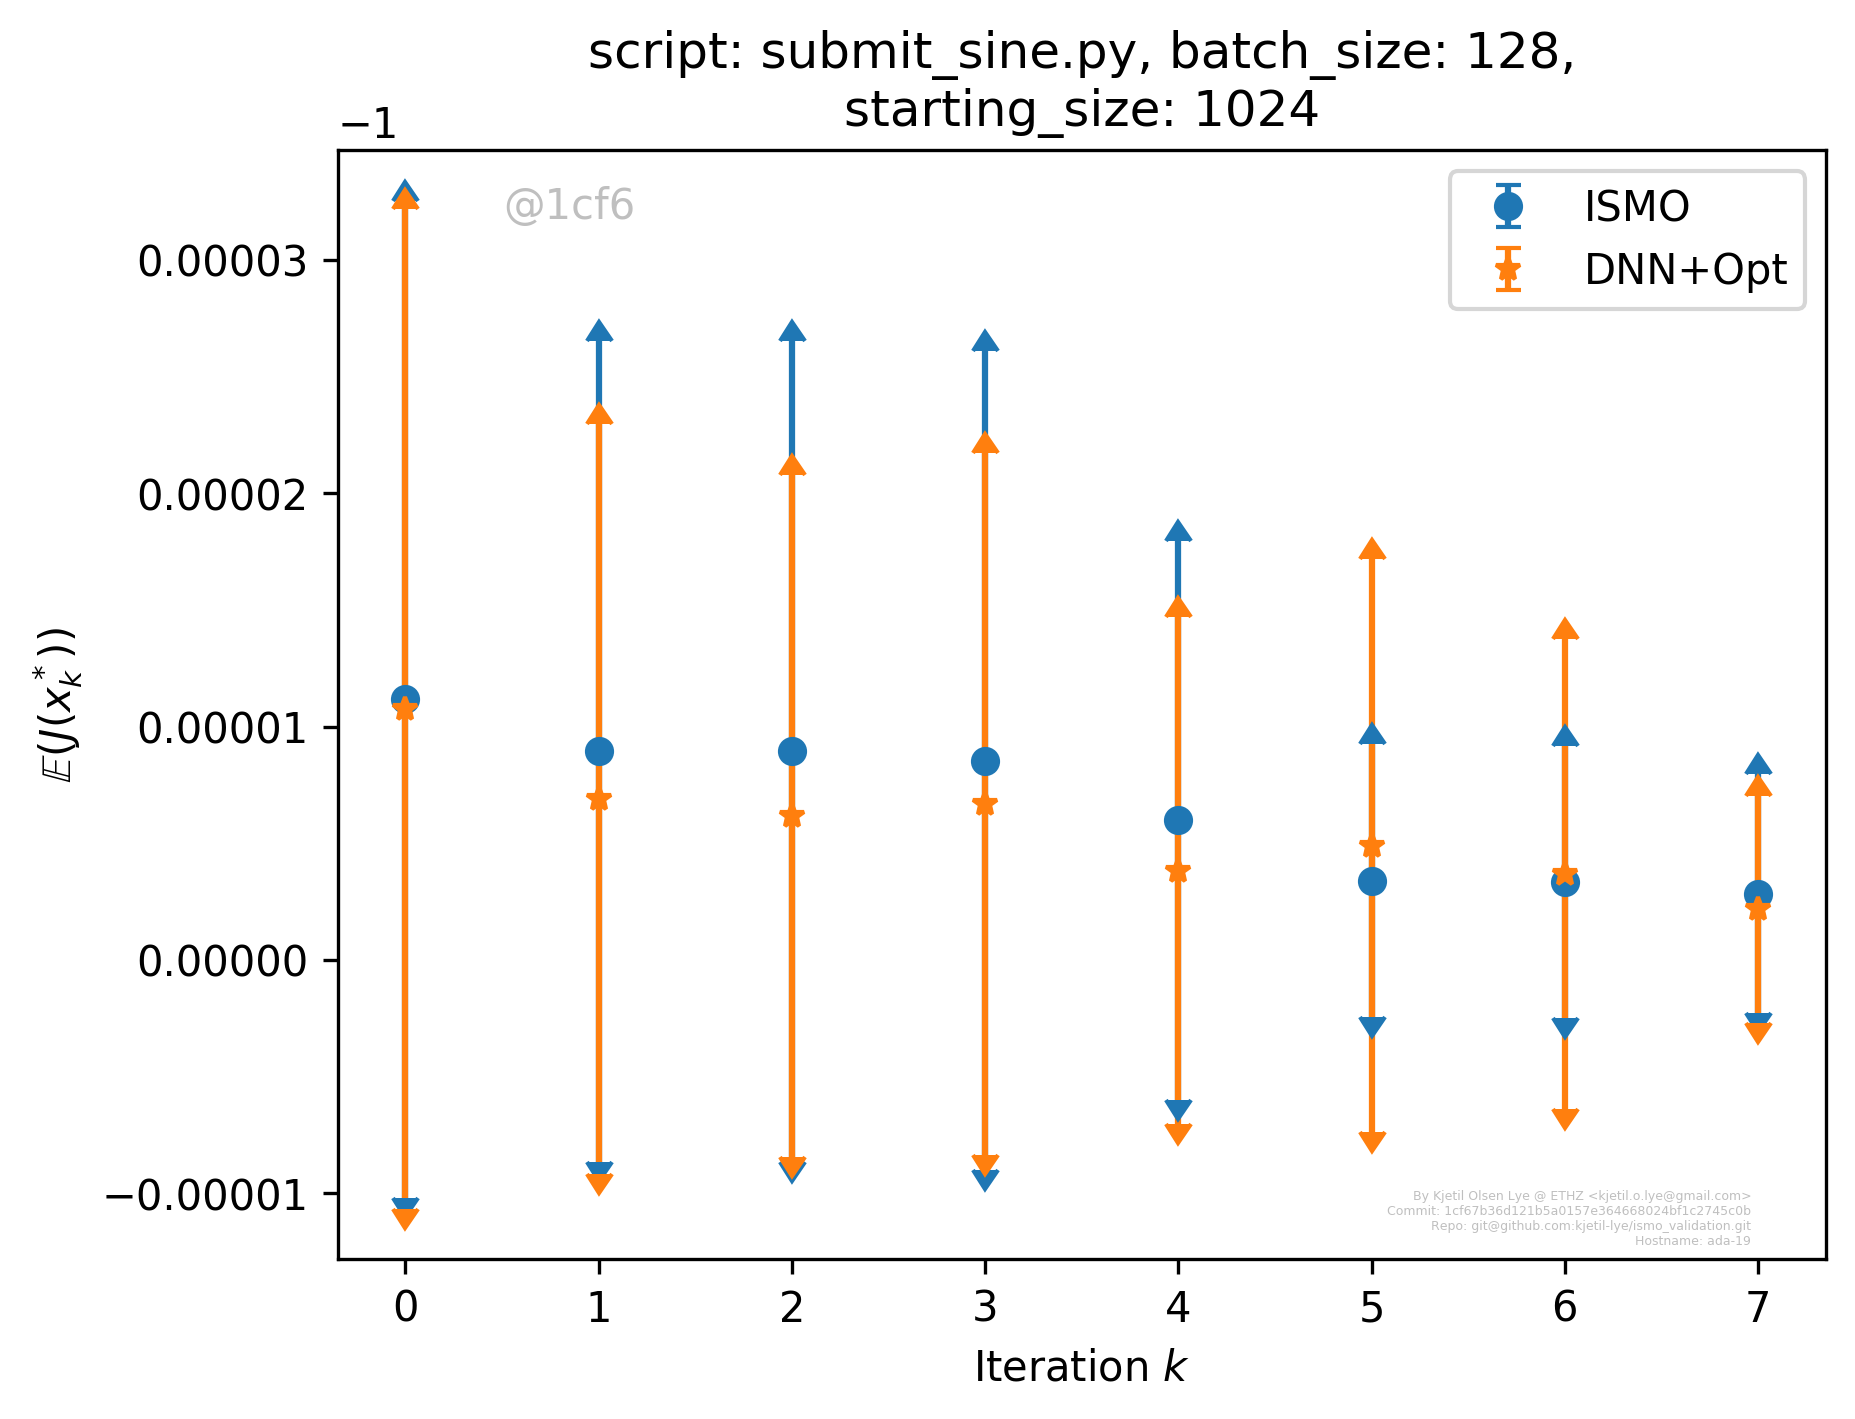 script: submit_sine.py, batch_size: 128,
starting_size: 1024
−1
@1cf6
ISMO
DNN+Opt
0.00003
0.00002
0.00001
0.00000
−0.00001
𝔼(J(x*k))
By Kjetil Olsen Lye @ ETHZ <kjetil.o.lye@gmail.com>
Commit: 1cf67b36d121b5a0157e364668024bf1c2745c0b
Repo: git@github.com:kjetil-lye/ismo_validation.git
Hostname: ada-19
0 1 2 3 4 5 6 7
Iteration k